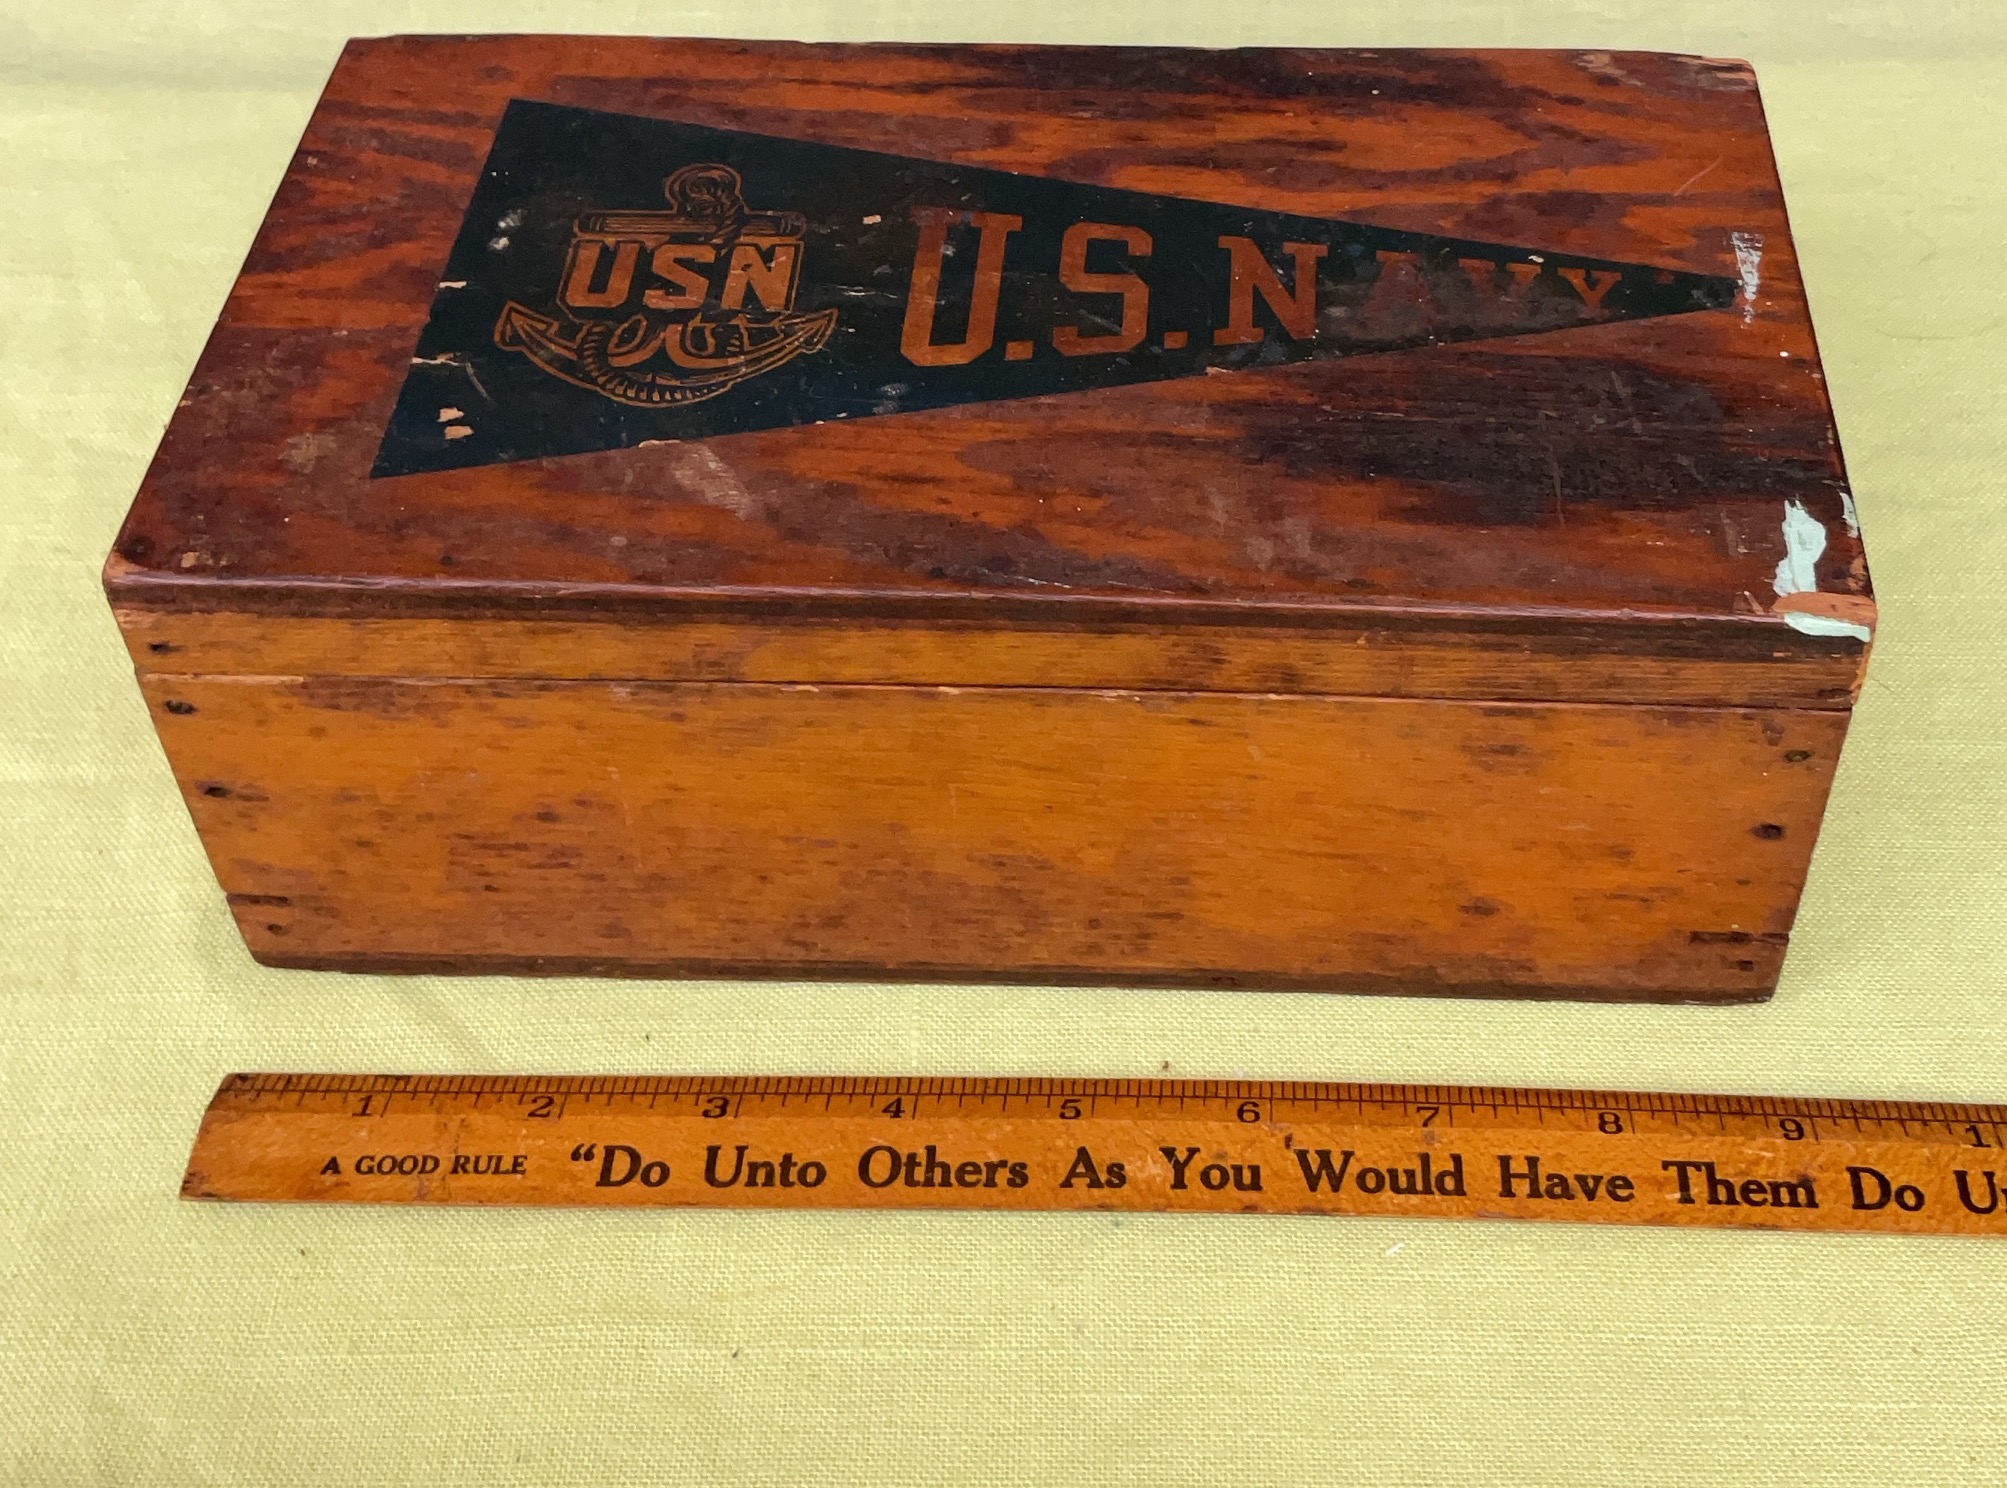 USN
U.S. NAVY
1 2 3 4 5 6 7 8 9
A GOOD RULE "Do Unto Others As You Would Have Them Do